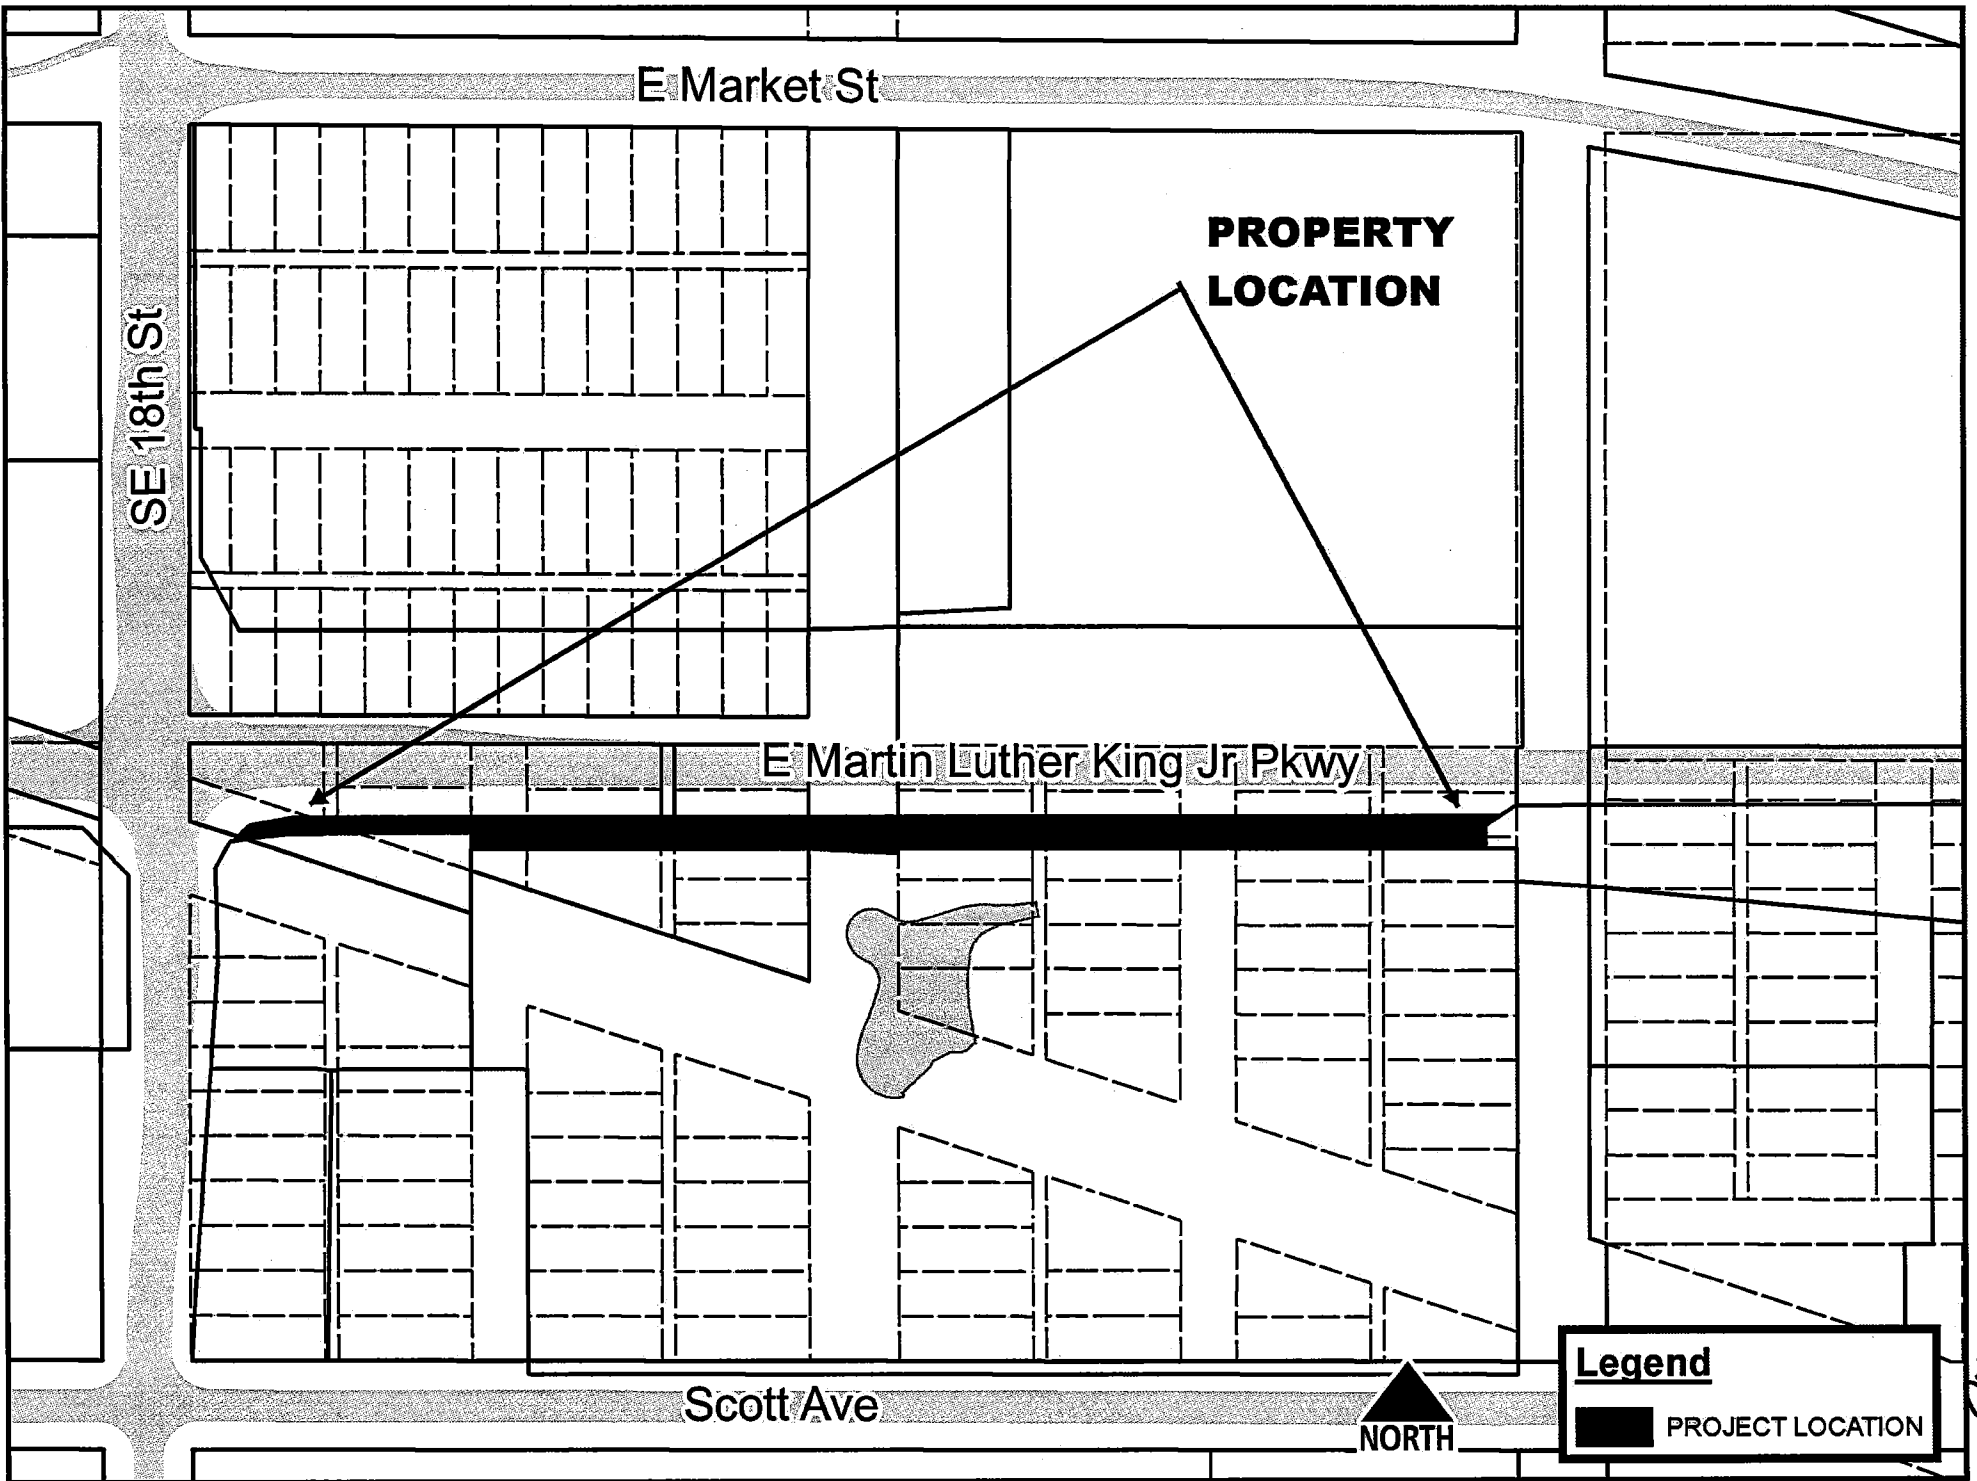 E Market St
PROPERTY
LOCATION
SE 18th St
E Martin Luther King Jr Pkwy
Scott Ave
NORTH
Legend
PROJECT LOCATION